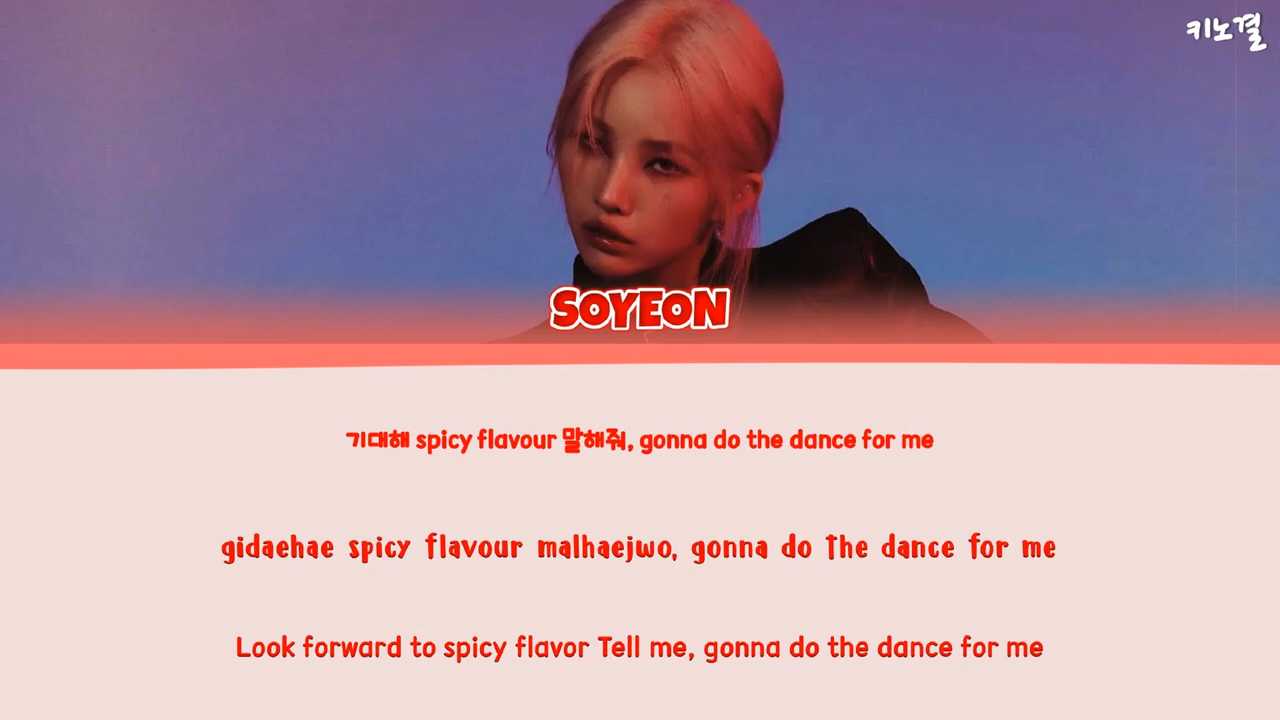 키노결
SOYEON
기대해 spicy flavour 말해줘, gonna do the dance for me
gidaehae spicy flavour malhaejwo, gonna do the dance for me
Look forward to spicy flavor Tell me, gonna do the dance for me